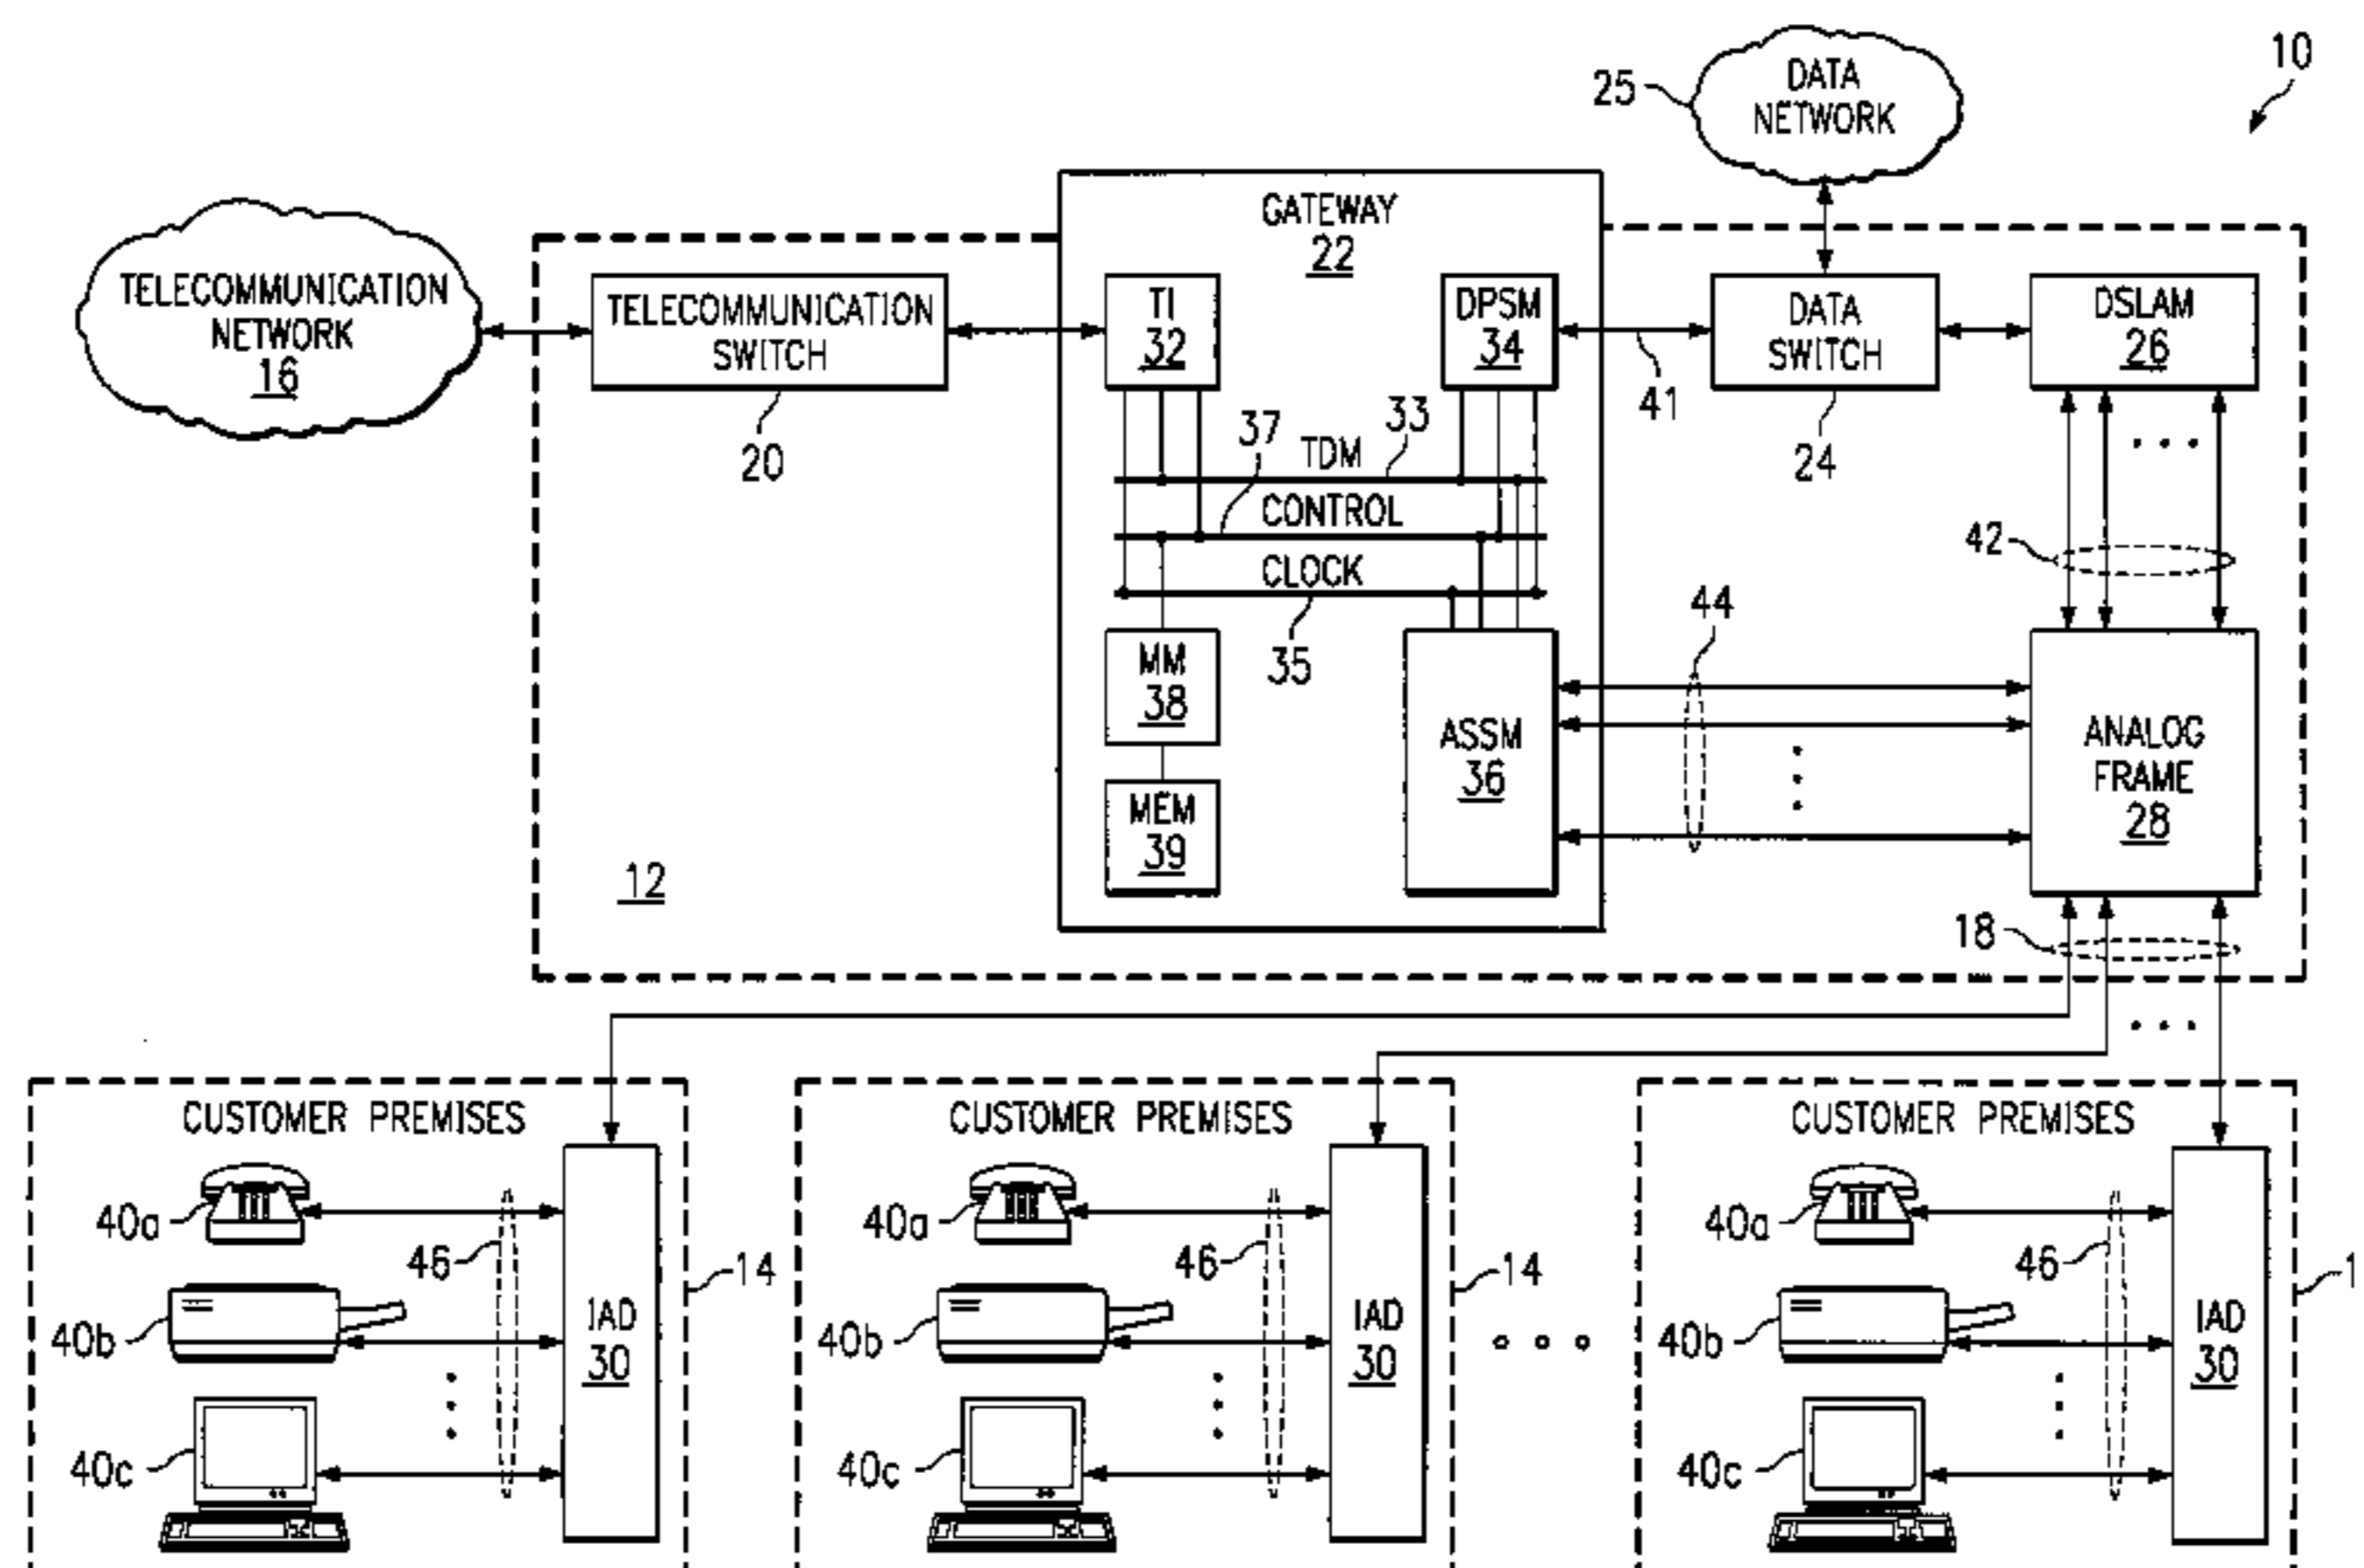 10
25
DATA
NETWORK
GATEWAY
22
TELECOMMUNICATION
NETWORK
16
TELECOMMUNICATION
SWITCH
20
TI
32
DPSM
34
41
DATA
SWITCH
24
DSLAM
26
37
TDM
33
CONTROL
CLOCK
35
42
44
MM
38
MEM
39
ASSM
36
ANALOG
FRAME
28
12
18
CUSTOMER PREMISES
40a
46
14
40b
IAD
30
40c
CUSTOMER PREMISES
40a
46
14
40b
IAD
30
40c
CUSTOMER PREMISES
40a
46
1
40b
IAD
30
40c